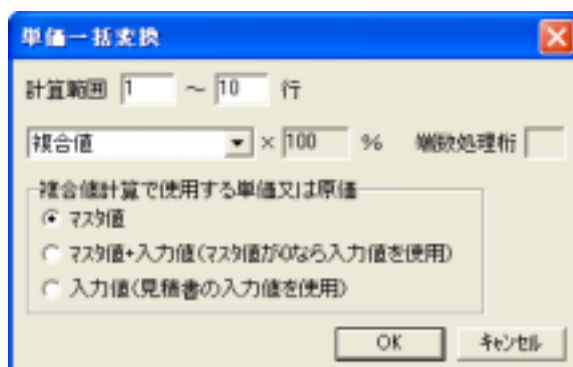 単価一括変換
計算範囲 1 ～ 10 行
複合値 × 100 % 端数処理桁
複合値計算で使用する単価又は原価
ﾏｽﾀ値
ﾏｽﾀ値+入力値(ﾏｽﾀ値が0なら入力値を使用)
入力値(見積書の入力値を使用)
OK ｷｬﾝｾﾙ